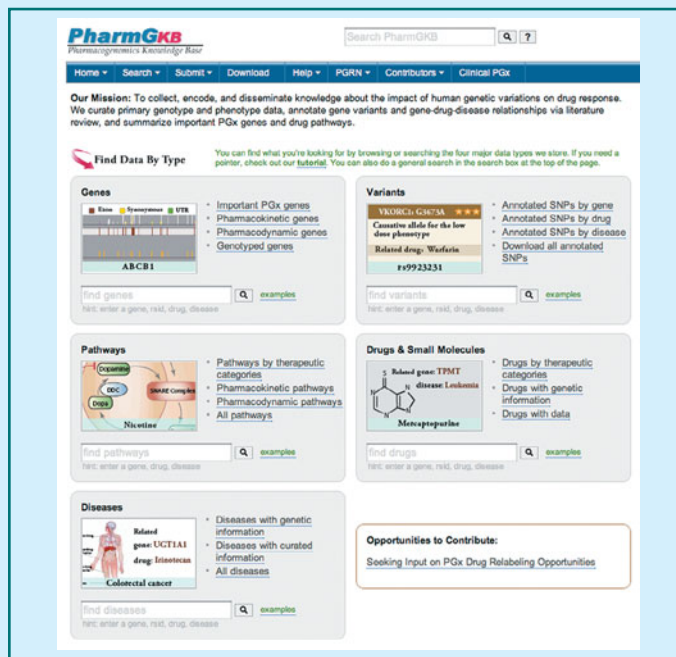 PharmGKB
Pharmacogenomics Knowledge Base
Search PharmGKB
?
Home Search Submit Download Help PGRN Contributors Clinical PGx
Our Mission: To collect, encode, and disseminate knowledge about the impact of human genetic variations on drug response.
We curate primary genotype and phenotype data, annotate gene variants and gene-drug-disease relationships via literature
review, and summarize important PGx genes and drug pathways.
Find Data By Type
You can find what you're looking for by browsing or searching the four major data types we store. If you need a
pointer, check out our tutorial. You can also do a general search in the search box at the top of the page.
Genes
Exon Synonymous UTR
ABCB1
Important PGx genes
Pharmacokinetic genes
Pharmacodynamic genes
Genotyped genes
find genes
examples
hint: enter a gene, rsid, drug, disease
Variants
VKORC1: G3673A
Causative allele for the low
dose phenotype
Related drug: Warfarin
rs9923231
Annotated SNPs by gene
Annotated SNPs by drug
Annotated SNPs by disease
Download all annotated
SNPs
find variants
examples
hint: enter a gene, rsid, drug, disease
Pathways
Dopamine
DDC
SNARE Complex
Dopa
Nicotine
Pathways by therapeutic
categories
Pharmacokinetic pathways
Pharmacodynamic pathways
All pathways
find pathways
examples
hint: enter a gene, drug, disease
Drugs & Small Molecules
Related gene: TPMT
disease: Leukemia
S
N
N
N
N
Mercaptopurine
Drugs by therapeutic
categories
Drugs with genetic
information
Drugs with data
find drugs
examples
hint: enter a gene, drug, disease
Diseases
Related
gene: UGT1A1
drug: Irinotecan
Colorectal cancer
Diseases with genetic
information
Diseases with curated
information
All diseases
find diseases
examples
hint: enter a gene, drug, disease
Opportunities to Contribute:
Seeking Input on PGx Drug Relabeling Opportunities